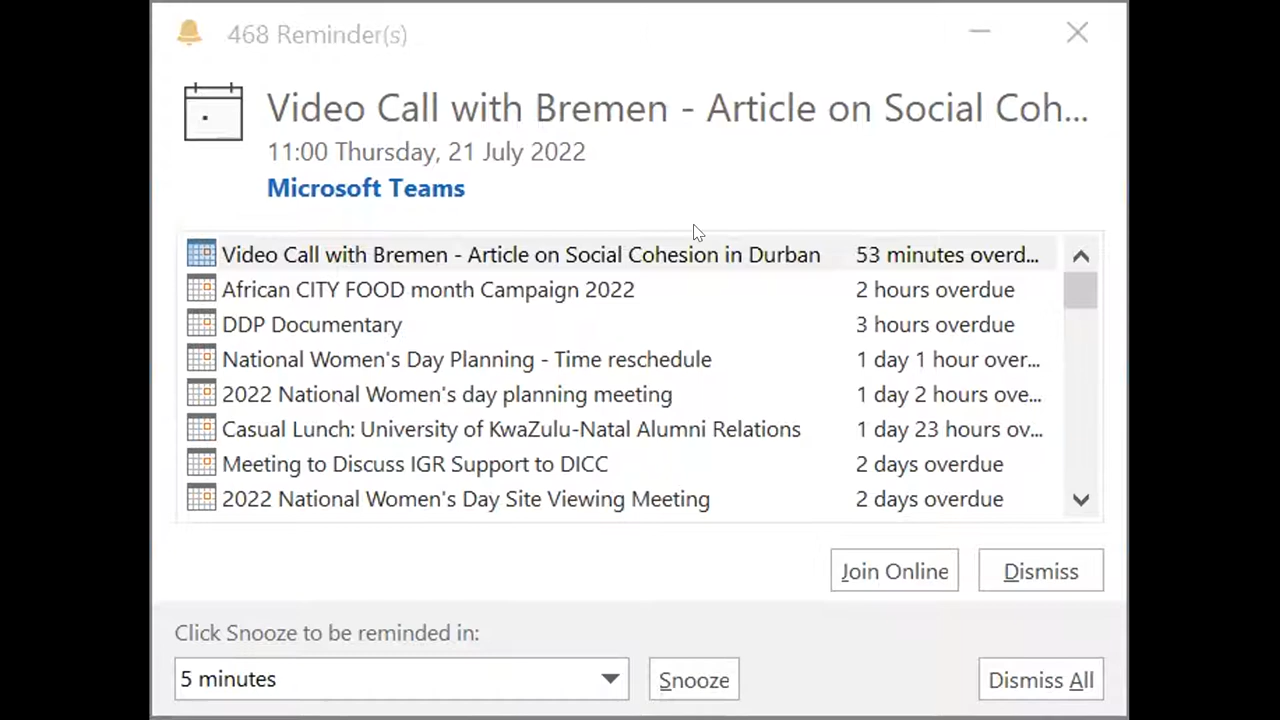 468 Reminder(s)
Video Call with Bremen - Article on Social Coh...
11:00 Thursday, 21 July 2022
Microsoft Teams
Video Call with Bremen - Article on Social Cohesion in Durban 53 minutes overd...
African CITY FOOD month Campaign 2022 2 hours overdue
DDP Documentary 3 hours overdue
National Women's Day Planning - Time reschedule 1 day 1 hour over...
2022 National Women's day planning meeting 1 day 2 hours ove...
Casual Lunch: University of KwaZulu-Natal Alumni Relations 1 day 23 hours ov...
Meeting to Discuss IGR Support to DICC 2 days overdue
2022 National Women's Day Site Viewing Meeting 2 days overdue
Join Online Dismiss
Click Snooze to be reminded in:
5 minutes Snooze Dismiss All